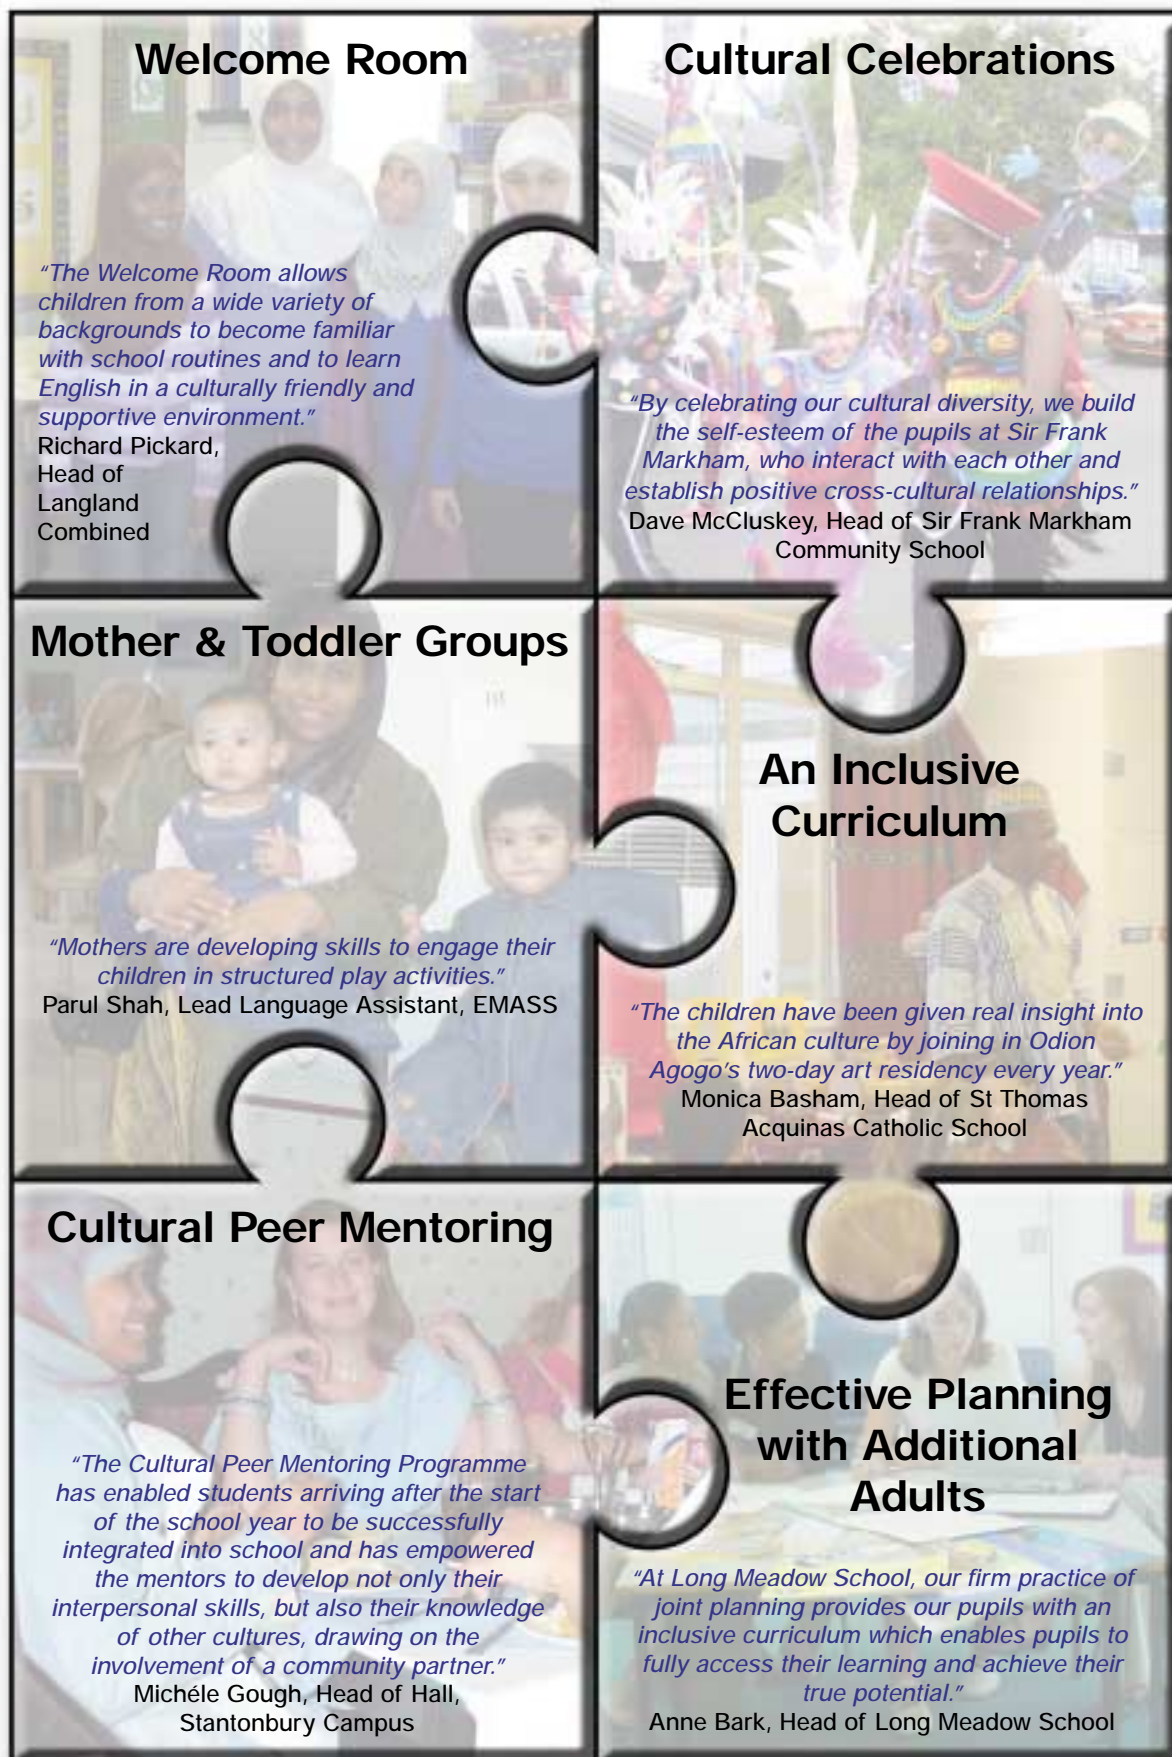 Welcome Room
“The Welcome Room allows
children from a wide variety of
backgrounds to become familiar
with school routines and to learn
English in a culturally friendly and
supportive environment.”
Richard Pickard,
Head of
Langland
Combined
Cultural Celebrations
“By celebrating our cultural diversity, we build
the self-esteem of the pupils at Sir Frank
Markham, who interact with each other and
establish positive cross-cultural relationships.”
Dave McCluskey, Head of Sir Frank Markham
Community School
Mother & Toddler Groups
“Mothers are developing skills to engage their
children in structured play activities.”
Parul Shah, Lead Language Assistant, EMASS
An Inclusive
Curriculum
“The children have been given real insight into
the African culture by joining in Odion
Agogo’s two-day art residency every year.”
Monica Basham, Head of St Thomas
Acquinas Catholic School
Cultural Peer Mentoring
“The Cultural Peer Mentoring Programme
has enabled students arriving after the start
of the school year to be successfully
integrated into school and has empowered
the mentors to develop not only their
interpersonal skills, but also their knowledge
of other cultures, drawing on the
involvement of a community partner.”
Michéle Gough, Head of Hall,
Stantonbury Campus
Effective Planning
with Additional
Adults
“At Long Meadow School, our firm practice of
joint planning provides our pupils with an
inclusive curriculum which enables pupils to
fully access their learning and achieve their
true potential.”
Anne Bark, Head of Long Meadow School